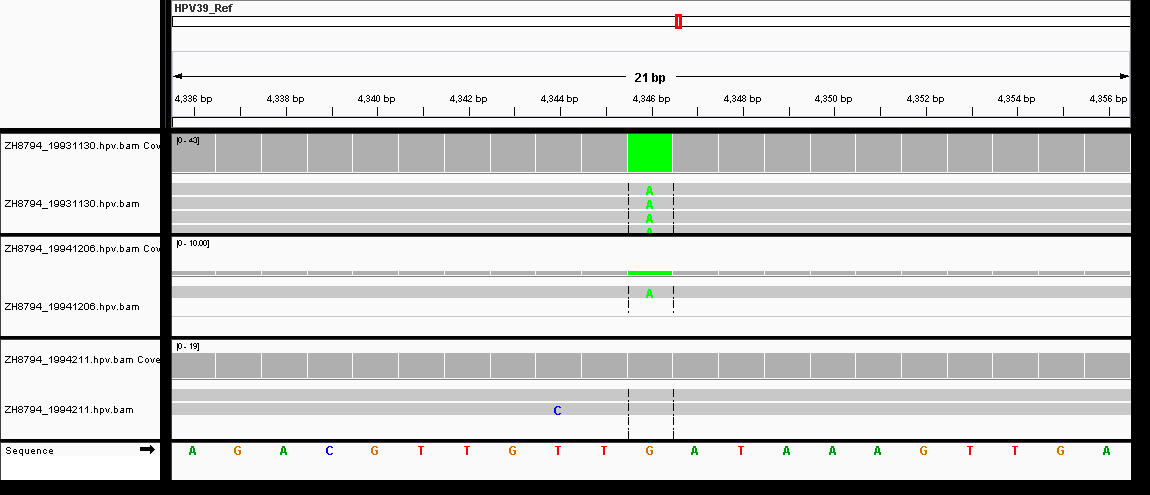 HPV39_Ref
21 bp
4,336 bp 4,338 bp 4,340 bp 4,342 bp 4,344 bp 4,346 bp 4,348 bp 4,350 bp 4,352 bp 4,354 bp 4,356 bp
ZH8794_19931130.hpv.bam Cov
[0 - 43]
ZH8794_19931130.hpv.bam
A
A
A
A
ZH8794_19941206.hpv.bam Cov
[0 - 10.00]
ZH8794_19941206.hpv.bam
A
ZH8794_1994211.hpv.bam Cove
[0 - 19]
ZH8794_1994211.hpv.bam
C
Sequence A G A C G T T G T T G A T A A A G T T G A